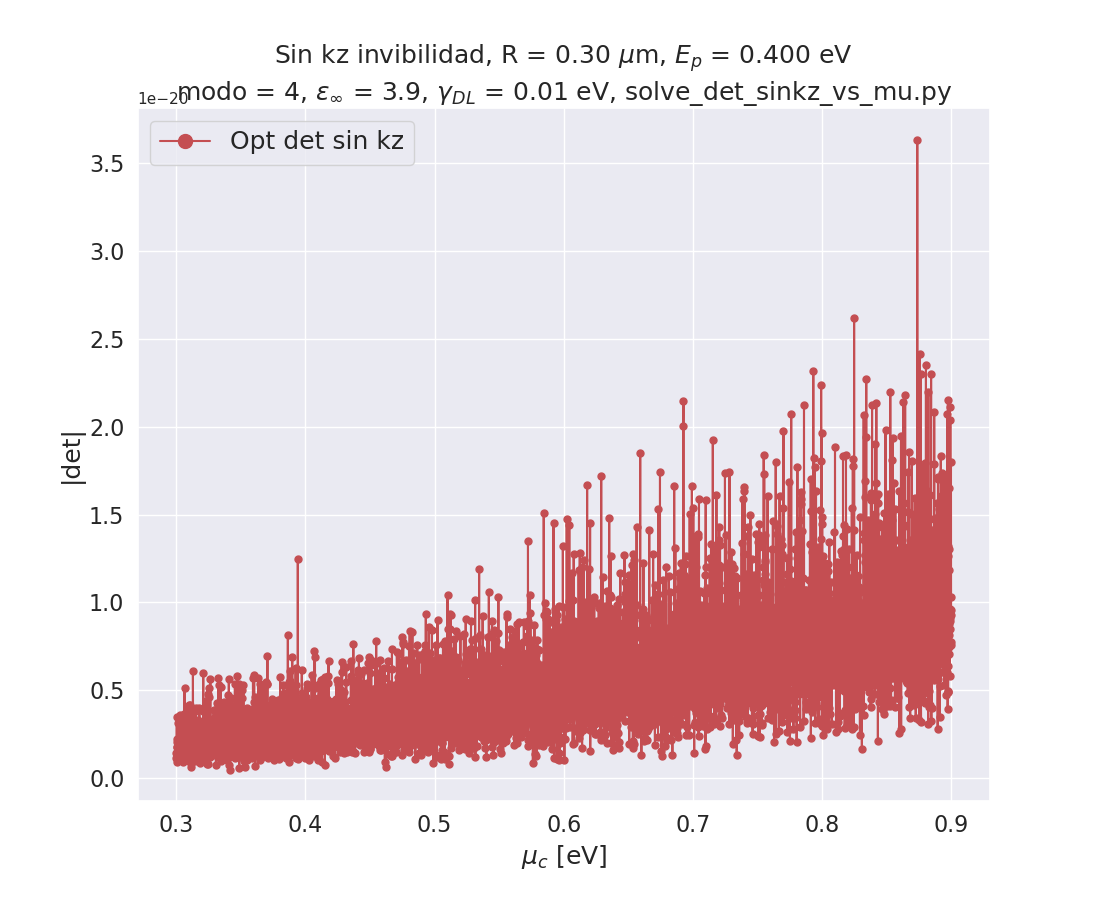 Sin kz invibilidad, R = 0.30 μm, E_p = 0.400 eV
modo = 4, ε_∞ = 3.9, γ_DL = 0.01 eV, solve_det_sinkz_vs_mu.py
1e−20
Opt det sin kz
3.5
3.0
2.5
2.0
1.5
1.0
0.5
0.0
|det|
0.3 0.4 0.5 0.6 0.7 0.8 0.9
μ_c [eV]